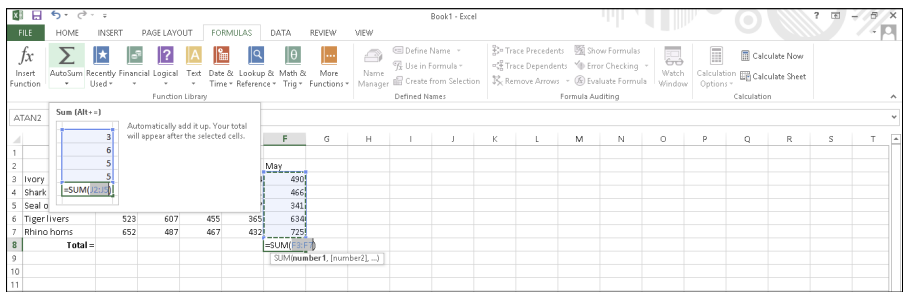 Book1 - Excel
FILE HOME INSERT PAGE LAYOUT FORMULAS DATA REVIEW VIEW
fx Insert Function
Σ AutoSum
Recently Used
Financial
Logical
Text
Date & Time
Lookup & Reference
Math & Trig
More Functions
Function Library
Name Manager
Define Name
Use in Formula
Create from Selection
Defined Names
Trace Precedents
Trace Dependents
Remove Arrows
Show Formulas
Error Checking
Evaluate Formula
Formula Auditing
Watch Window
Calculation Options
Calculate Now
Calculate Sheet
Calculation
ATAN2
Sum (Alt+=)
Automatically add it up. Your total
will appear after the selected cells.
3
6
5
5
=SUM(J2:J5)
F G H I J K L M N O P Q R S T
1
2 May
3 Ivory 490
4 Shark 466
5 Seal o 341
6 Tiger livers 523 607 455 365 634
7 Rhino horns 652 487 467 432 725
8 Total = =SUM(F3:F7)
9 SUM(number1, [number2], ...)
10
11